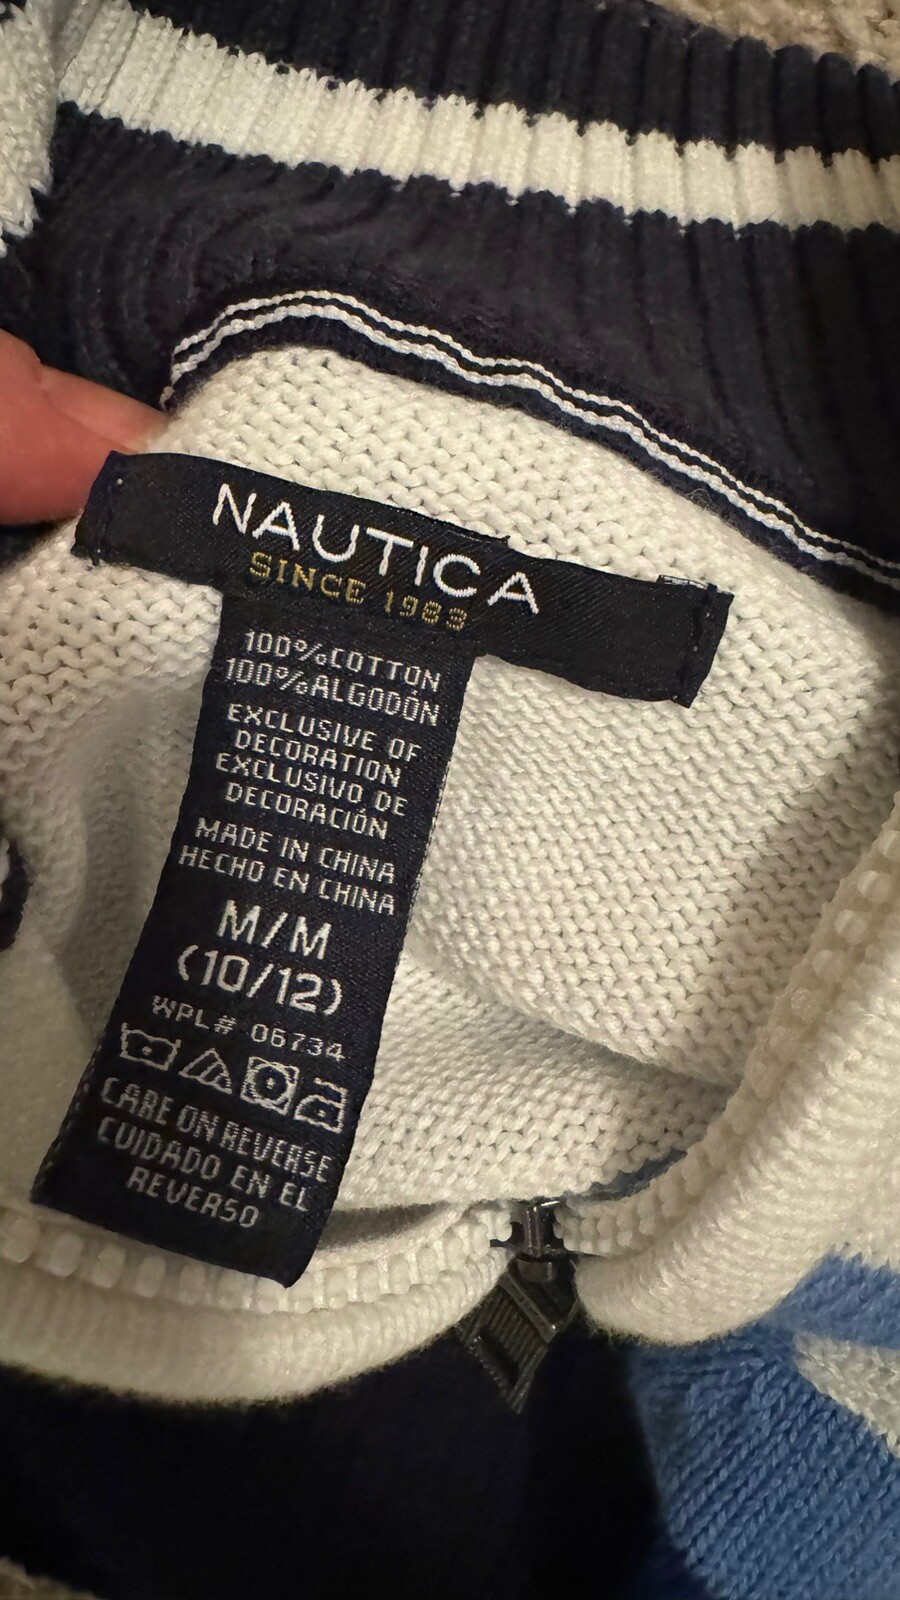 NAUTICA
SINCE 1983
100%COTTON
100%ALGODÓN
EXCLUSIVE OF
DECORATION
EXCLUSIVO DE
DECORACIÓN
MADE IN CHINA
HECHO EN CHINA
M/M
(10/12)
WPL# 06734
CARE ON REVERSE
CUIDADO EN EL
REVERSO